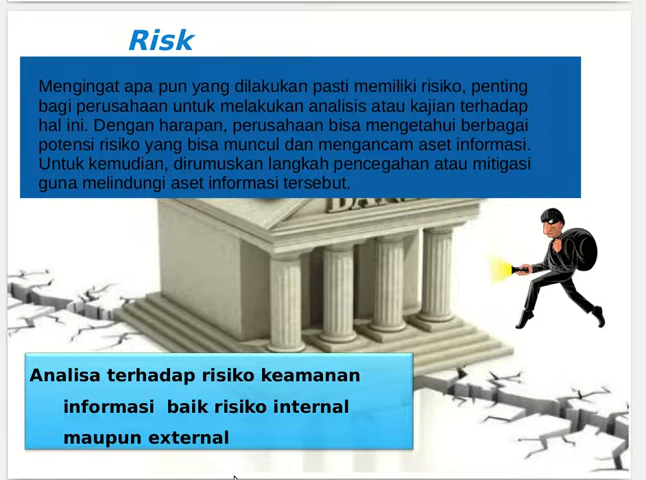 Risk
Mengingat apa pun yang dilakukan pasti memiliki risiko, penting
bagi perusahaan untuk melakukan analisis atau kajian terhadap
hal ini. Dengan harapan, perusahaan bisa mengetahui berbagai
potensi risiko yang bisa muncul dan mengancam aset informasi.
Untuk kemudian, dirumuskan langkah pencegahan atau mitigasi
guna melindungi aset informasi tersebut.
Analisa terhadap risiko keamanan
informasi baik risiko internal
maupun external